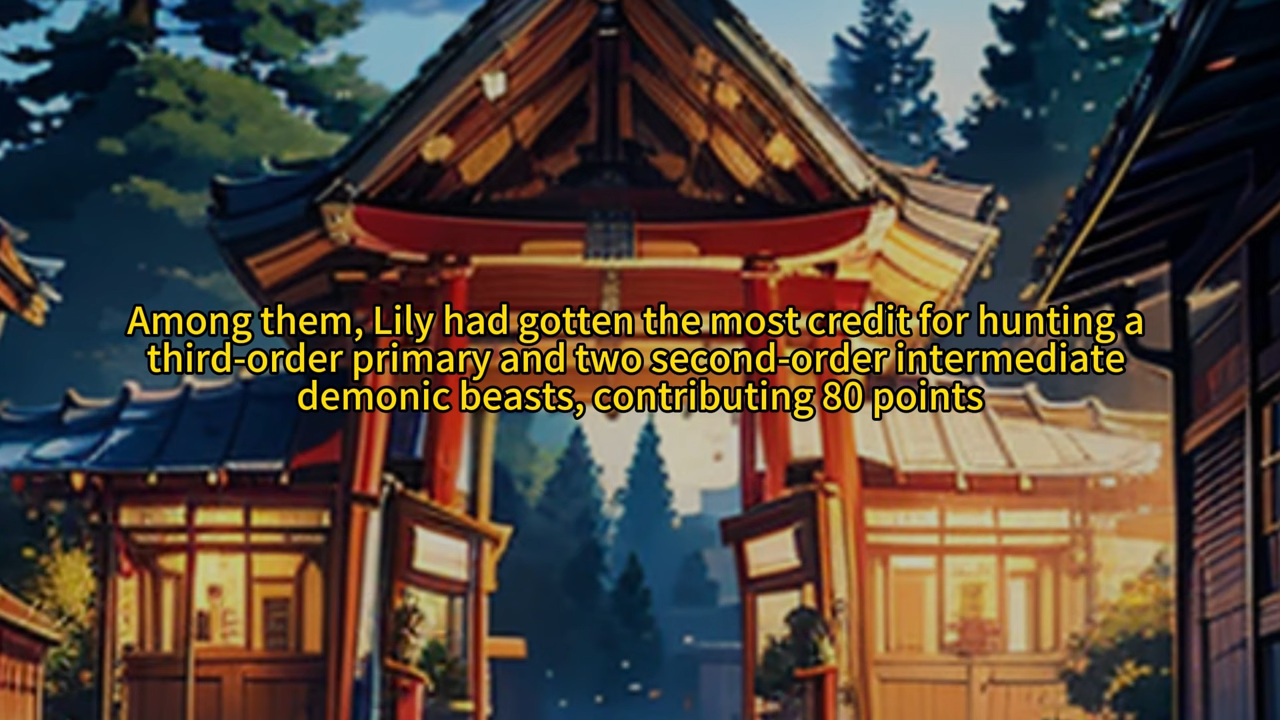 Among them, Lily had gotten the most credit for hunting a
third-order primary and two second-order intermediate
demonic beasts, contributing 80 points